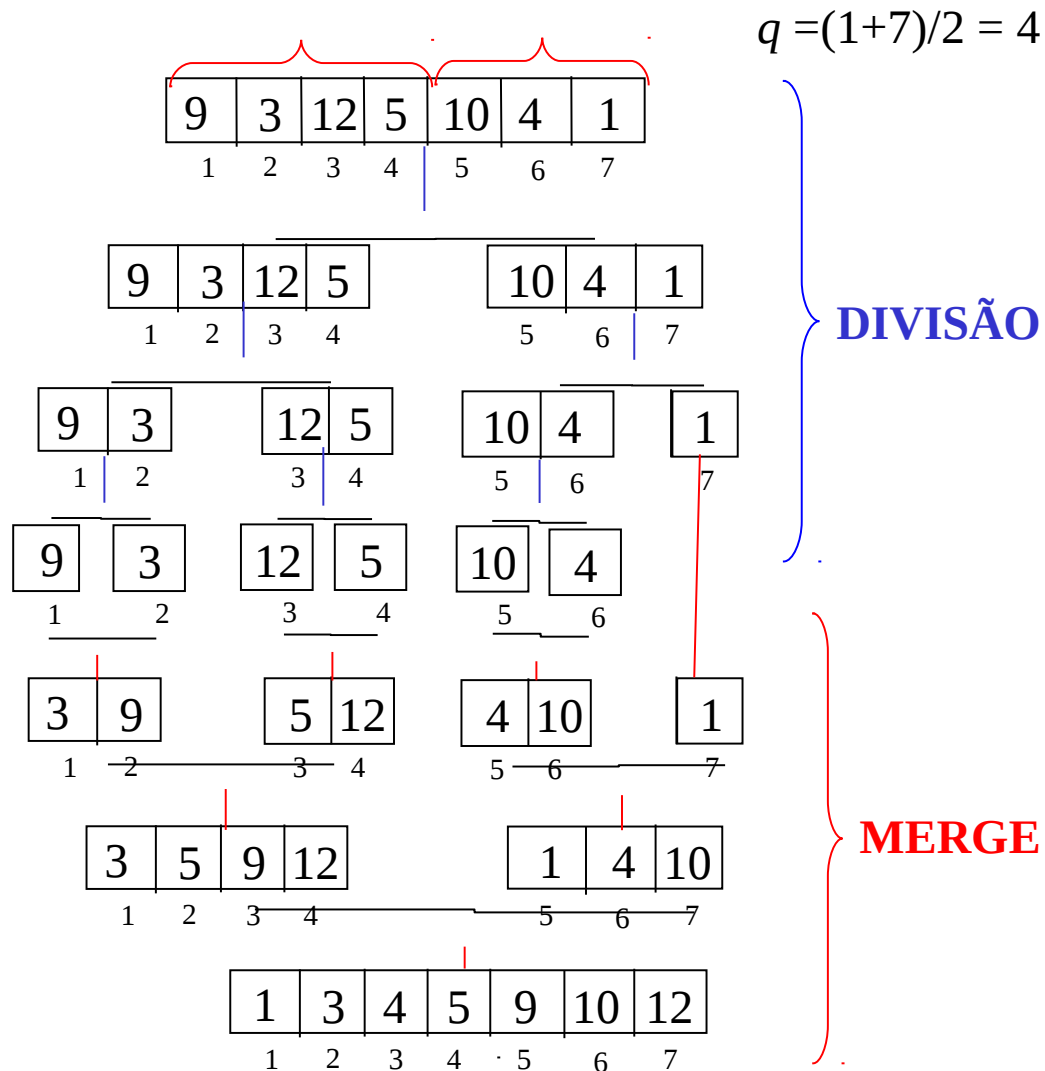 q =(1+7)/2 = 4
9 3 12 5 10 4 1
1 2 3 4 5 6 7
9 3 12 5 10 4 1
1 2 3 4 5 6 7
DIVISÃO
9 3 12 5 10 4 1
1 2 3 4 5 6 7
9 3 12 5 10 4
1 2 3 4 5 6
3 9 5 12 4 10 1
1 2 3 4 5 6 7
MERGE
3 5 9 12 1 4 10
1 2 3 4 5 6 7
1 3 4 5 9 10 12
1 2 3 4 5 6 7